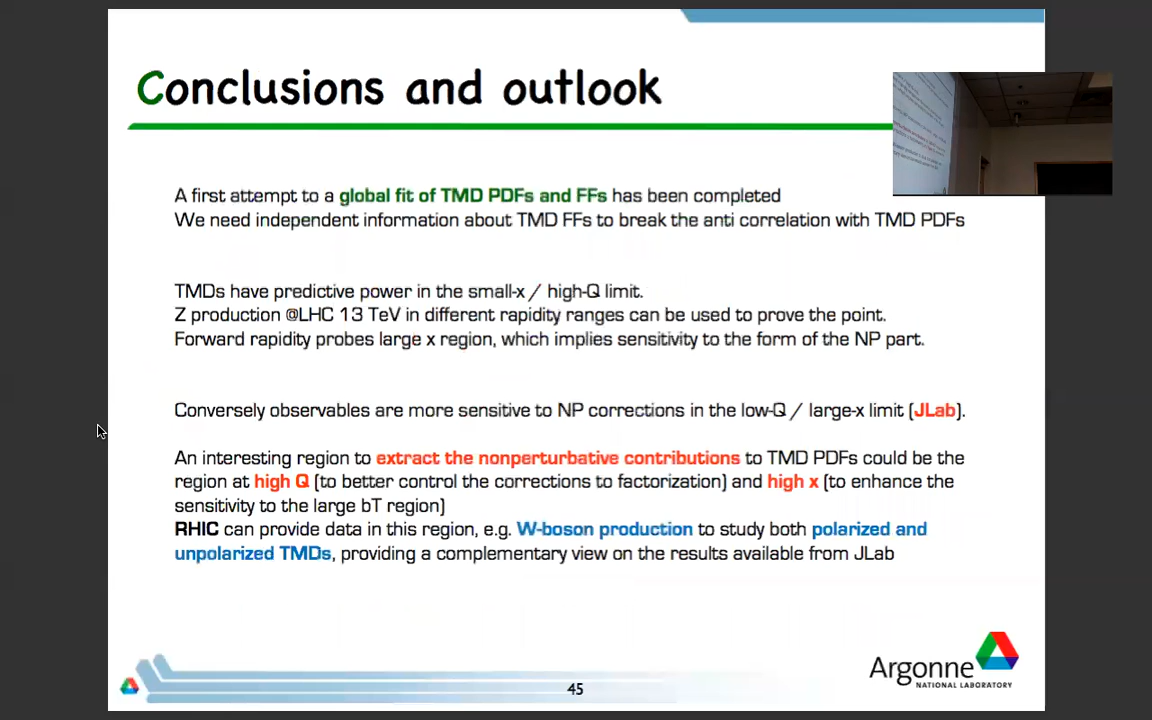 Conclusions and outlook
A first attempt to a global fit of TMD PDFs and FFs has been completed
We need independent information about TMD FFs to break the anti correlation with TMD PDFs
TMDs have predictive power in the small-x / high-Q limit.
Z production @LHC 13 TeV in different rapidity ranges can be used to prove the point.
Forward rapidity probes large x region, which implies sensitivity to the form of the NP part.
Conversely observables are more sensitive to NP corrections in the low-Q / large-x limit (JLab).
An interesting region to extract the nonperturbative contributions to TMD PDFs could be the
region at high Q (to better control the corrections to factorization) and high x (to enhance the
sensitivity to the large bT region)
RHIC can provide data in this region, e.g. W-boson production to study both polarized and
unpolarized TMDs, providing a complementary view on the results available from JLab
45
Argonne
NATIONAL LABORATORY